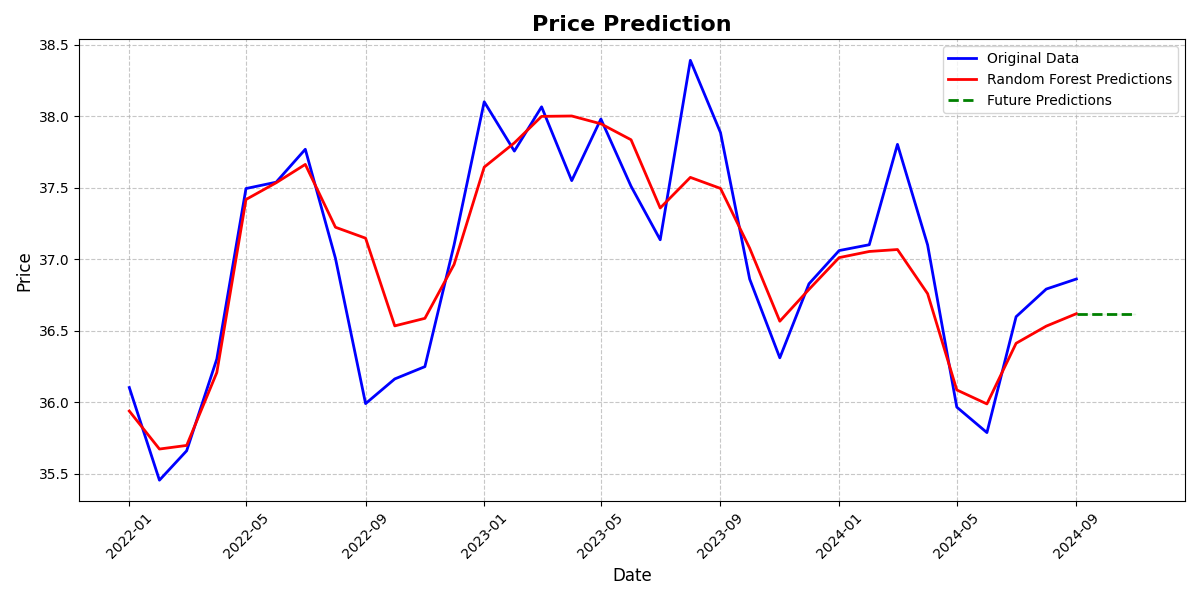 Price Prediction
38.5
38.0
37.5
37.0
36.5
36.0
35.5
Price
Original Data
Random Forest Predictions
Future Predictions
2022-01
2022-05
2022-09
2023-01
2023-05
2023-09
2024-01
2024-05
2024-09
Date